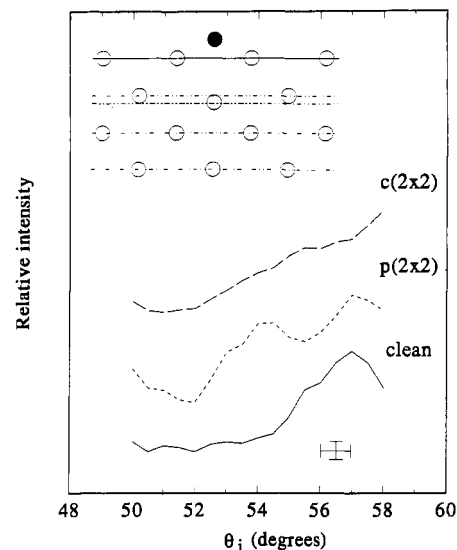 Relative intensity
c(2x2)
p(2x2)
clean
48 50 52 54 56 58 60
θi (degrees)